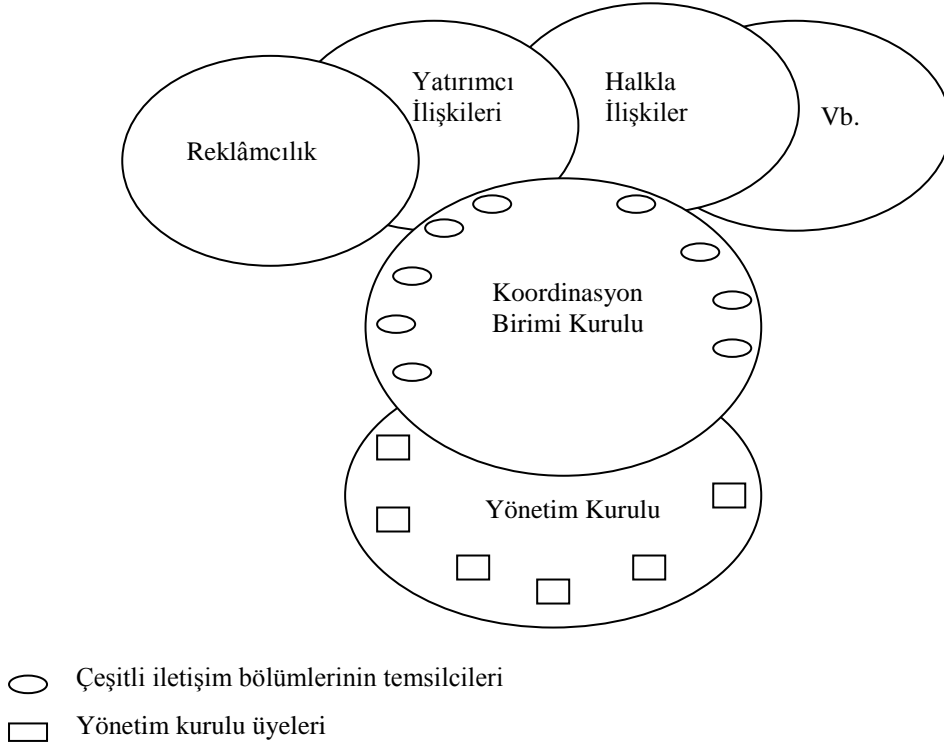 Reklâmcılık
Yatırımcı
İlişkileri
Halkla
İlişkiler
Vb.
Koordinasyon
Birimi Kurulu
Yönetim Kurulu
Çeşitli iletişim bölümlerinin temsilcileri
Yönetim kurulu üyeleri